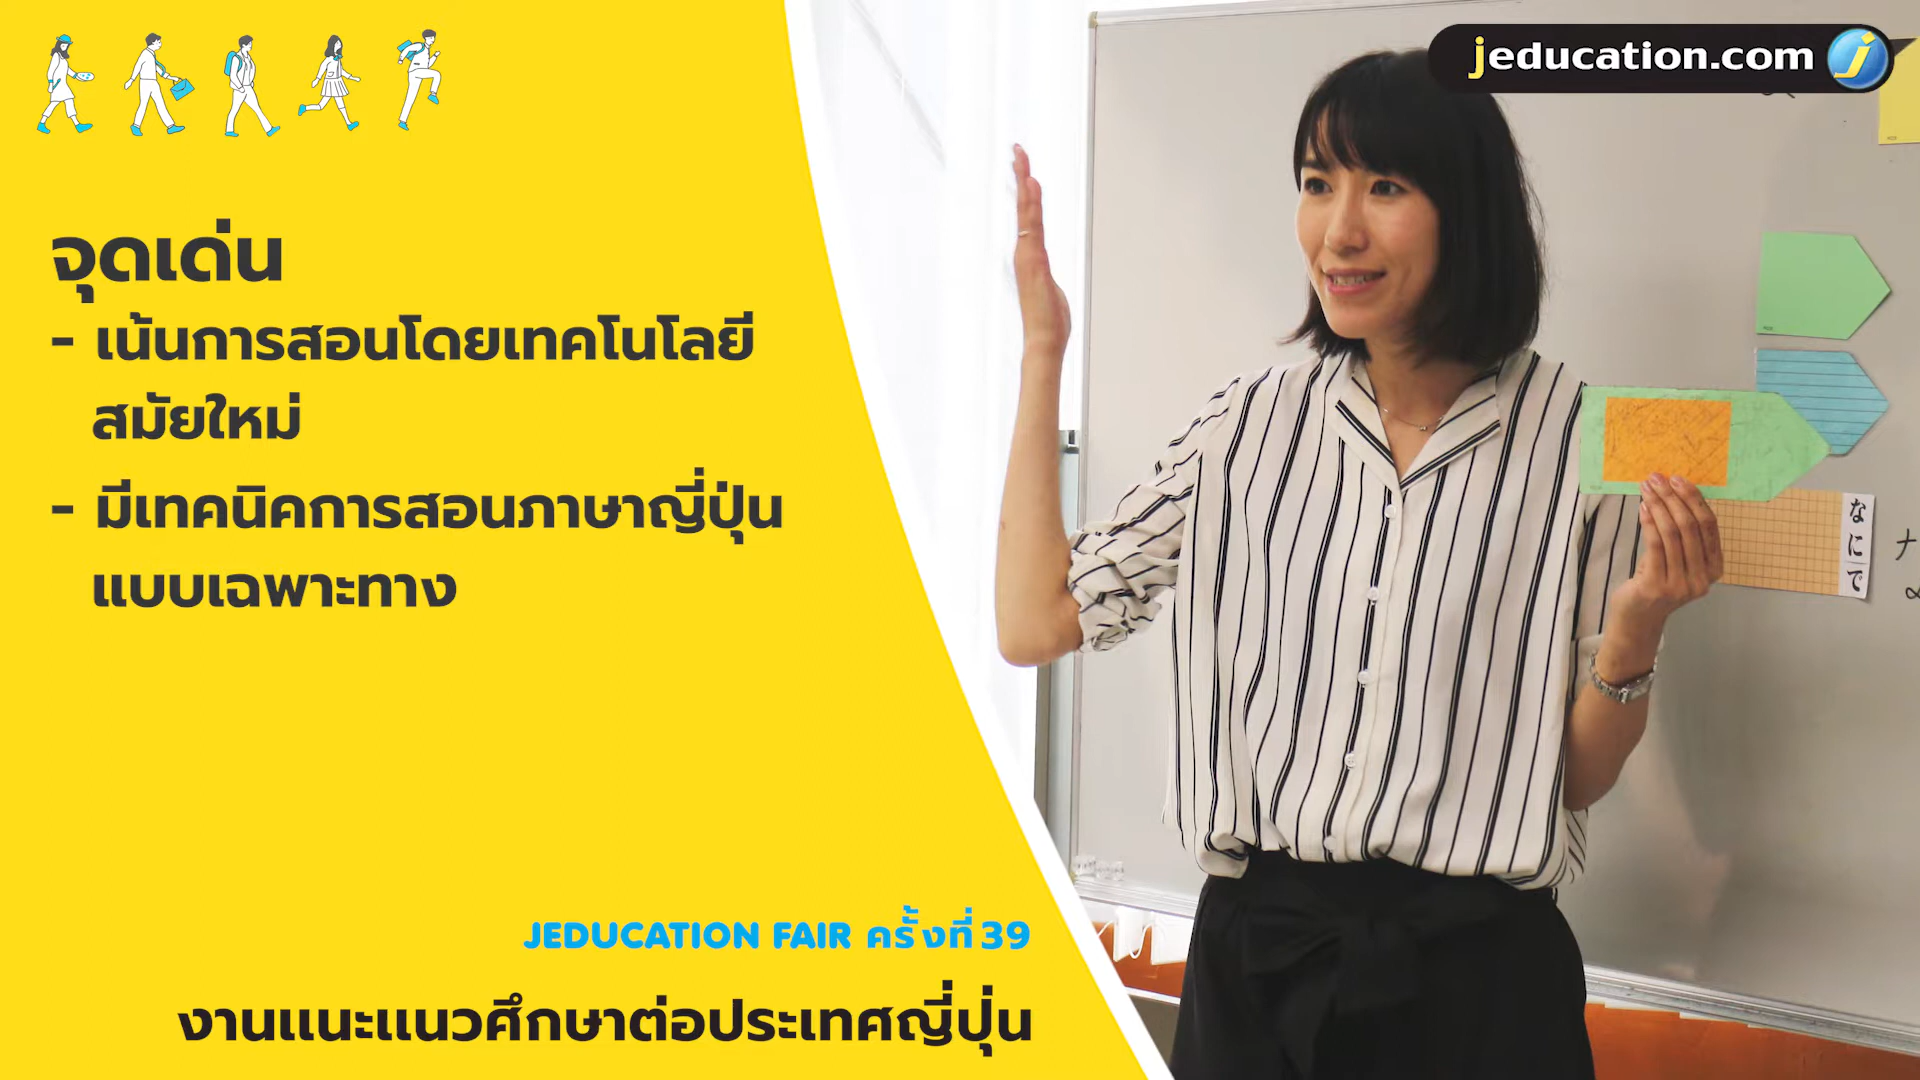 jeducation.com
จุดเด่น
- เน้นการสอนโดยเทคโนโลยี
สมัยใหม่
- มีเทคนิคการสอนภาษาญี่ปุ่น
แบบเฉพาะทาง
なにで
JEDUCATION FAIR ครั้งที่ 39
งานแนะแนวศึกษาต่อประเทศญี่ปุ่น